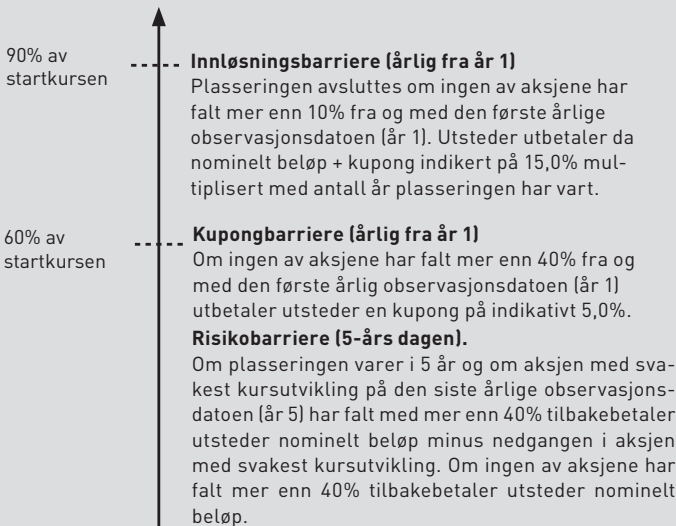 90% av
startkursen
Innløsningsbarriere (årlig fra år 1)
Plasseringen avsluttes om ingen av aksjene har
falt mer enn 10% fra og med den første årlige
observasjonsdatoen (år 1). Utsteder utbetaler da
nominelt beløp + kupong indikert på 15,0% mul-
tiplisert med antall år plasseringen har vart.
60% av
startkursen
Kupongbarriere (årlig fra år 1)
Om ingen av aksjene har falt mer enn 40% fra og
med den første årlig observasjonsdatoen (år 1)
utbetaler utsteder en kupong på indikativt 5,0%.
Risikobarriere (5-års dagen).
Om plasseringen varer i 5 år og om aksjen med sva-
kest kursutvikling på den siste årlige observasjons-
datoen (år 5) har falt med mer enn 40% tilbakebetaler
utsteder nominelt beløp minus nedgangen i aksjen
med svakest kursutvikling. Om ingen av aksjene har
falt mer enn 40% tilbakebetaler utsteder nominelt
beløp.